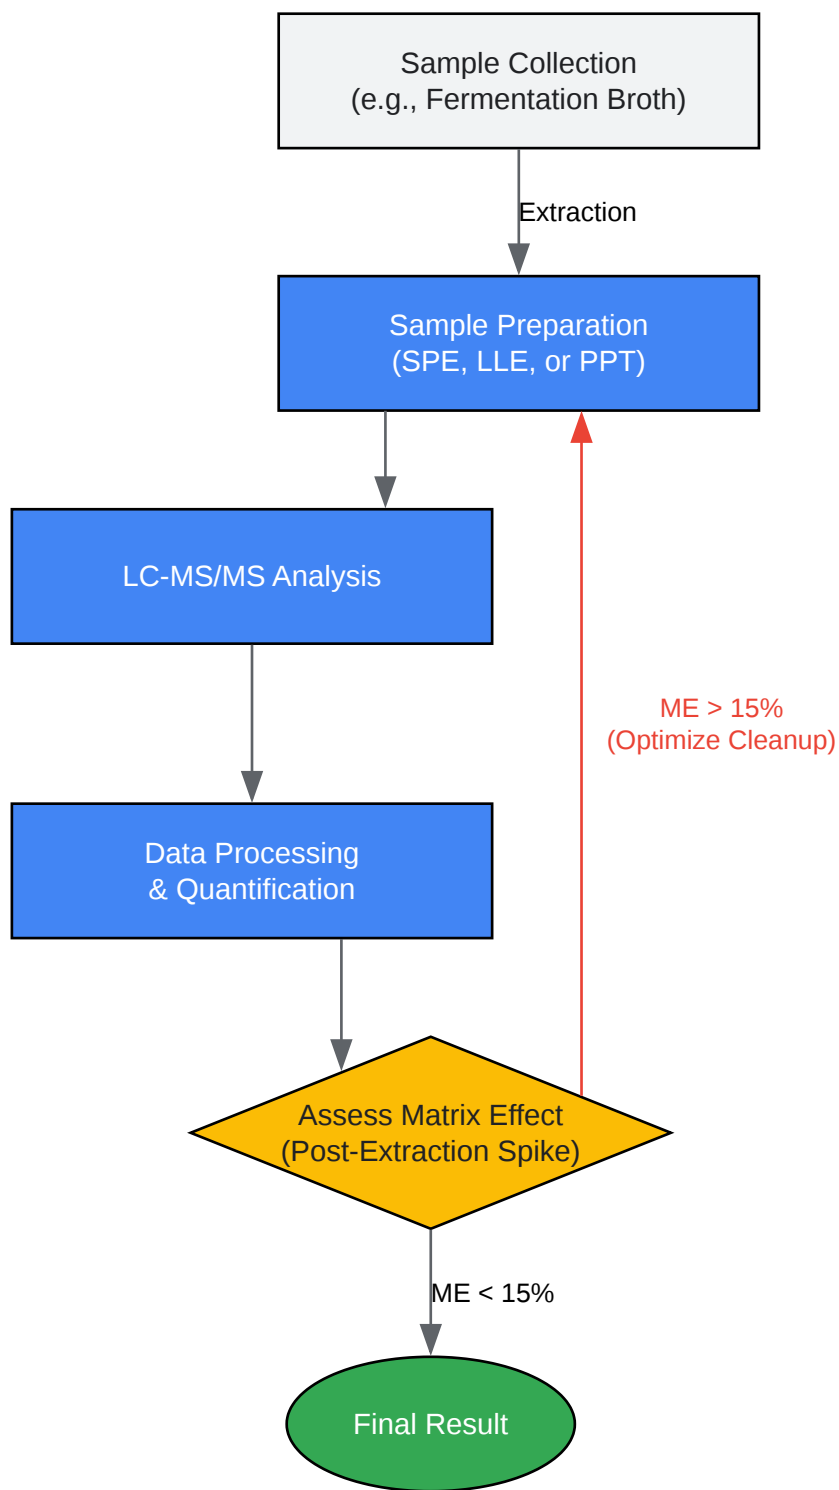 Sample Collection
(e.g., Fermentation Broth)
Extraction
Sample Preparation
(SPE, LLE, or PPT)
LC-MS/MS Analysis
ME > 15%
(Optimize Cleanup)
Data Processing
& Quantification
Assess Matrix Effect
(Post-Extraction Spike)
ME < 15%
Final Result